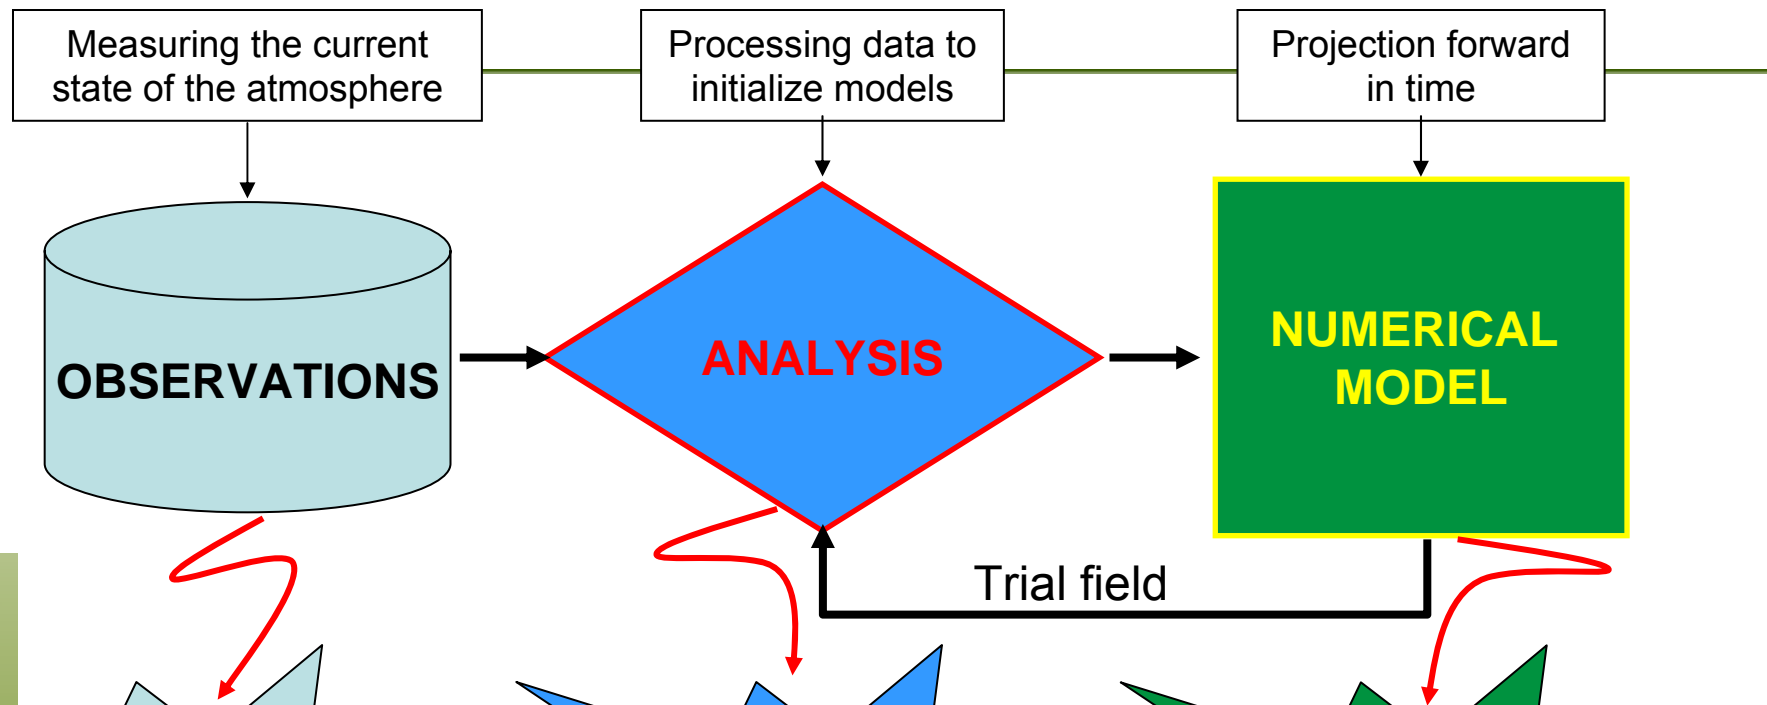 Measuring the current
state of the atmosphere
Processing data to
initialize models
Projection forward
in time
OBSERVATIONS
ANALYSIS
NUMERICAL
MODEL
Trial field